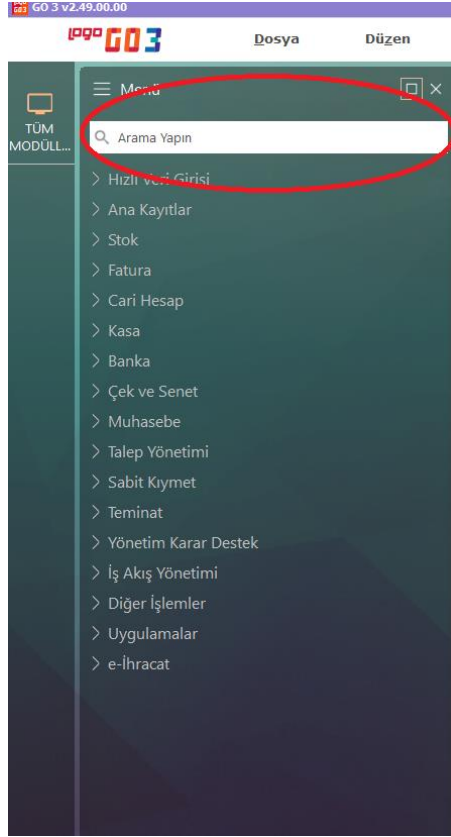 GO 3 v2.49.00.00
LOGO GO 3
Dosya Düzen
Menü
TÜM
MODÜLL...
Arama Yapın
Hızlı Veri Girişi
Ana Kayıtlar
Stok
Fatura
Cari Hesap
Kasa
Banka
Çek ve Senet
Muhasebe
Talep Yönetimi
Sabit Kıymet
Teminat
Yönetim Karar Destek
İş Akış Yönetimi
Diğer İşlemler
Uygulamalar
e-İhracat